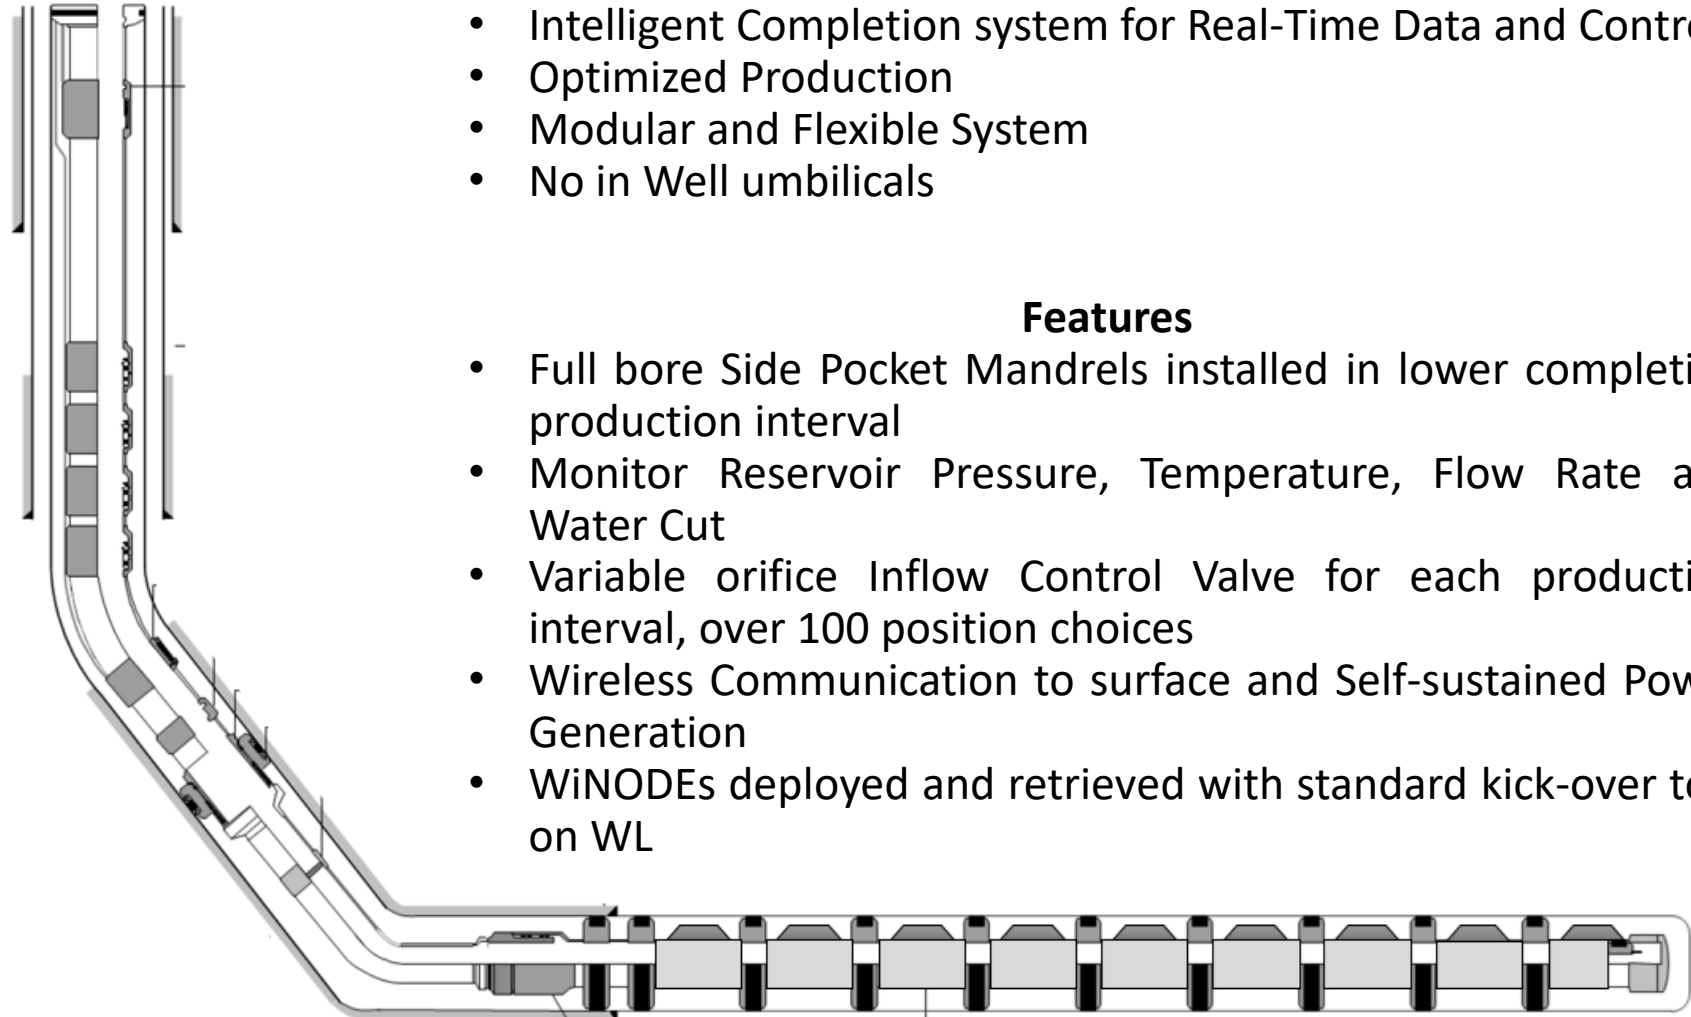 • Intelligent Completion system for Real-Time Data and Contr
• Optimized Production
• Modular and Flexible System
• No in Well umbilicals
Features
• Full bore Side Pocket Mandrels installed in lower completi
production interval
• Monitor Reservoir Pressure, Temperature, Flow Rate a
Water Cut
• Variable orifice Inflow Control Valve for each producti
interval, over 100 position choices
• Wireless Communication to surface and Self-sustained Pow
Generation
• WiNODEs deployed and retrieved with standard kick-over to
on WL